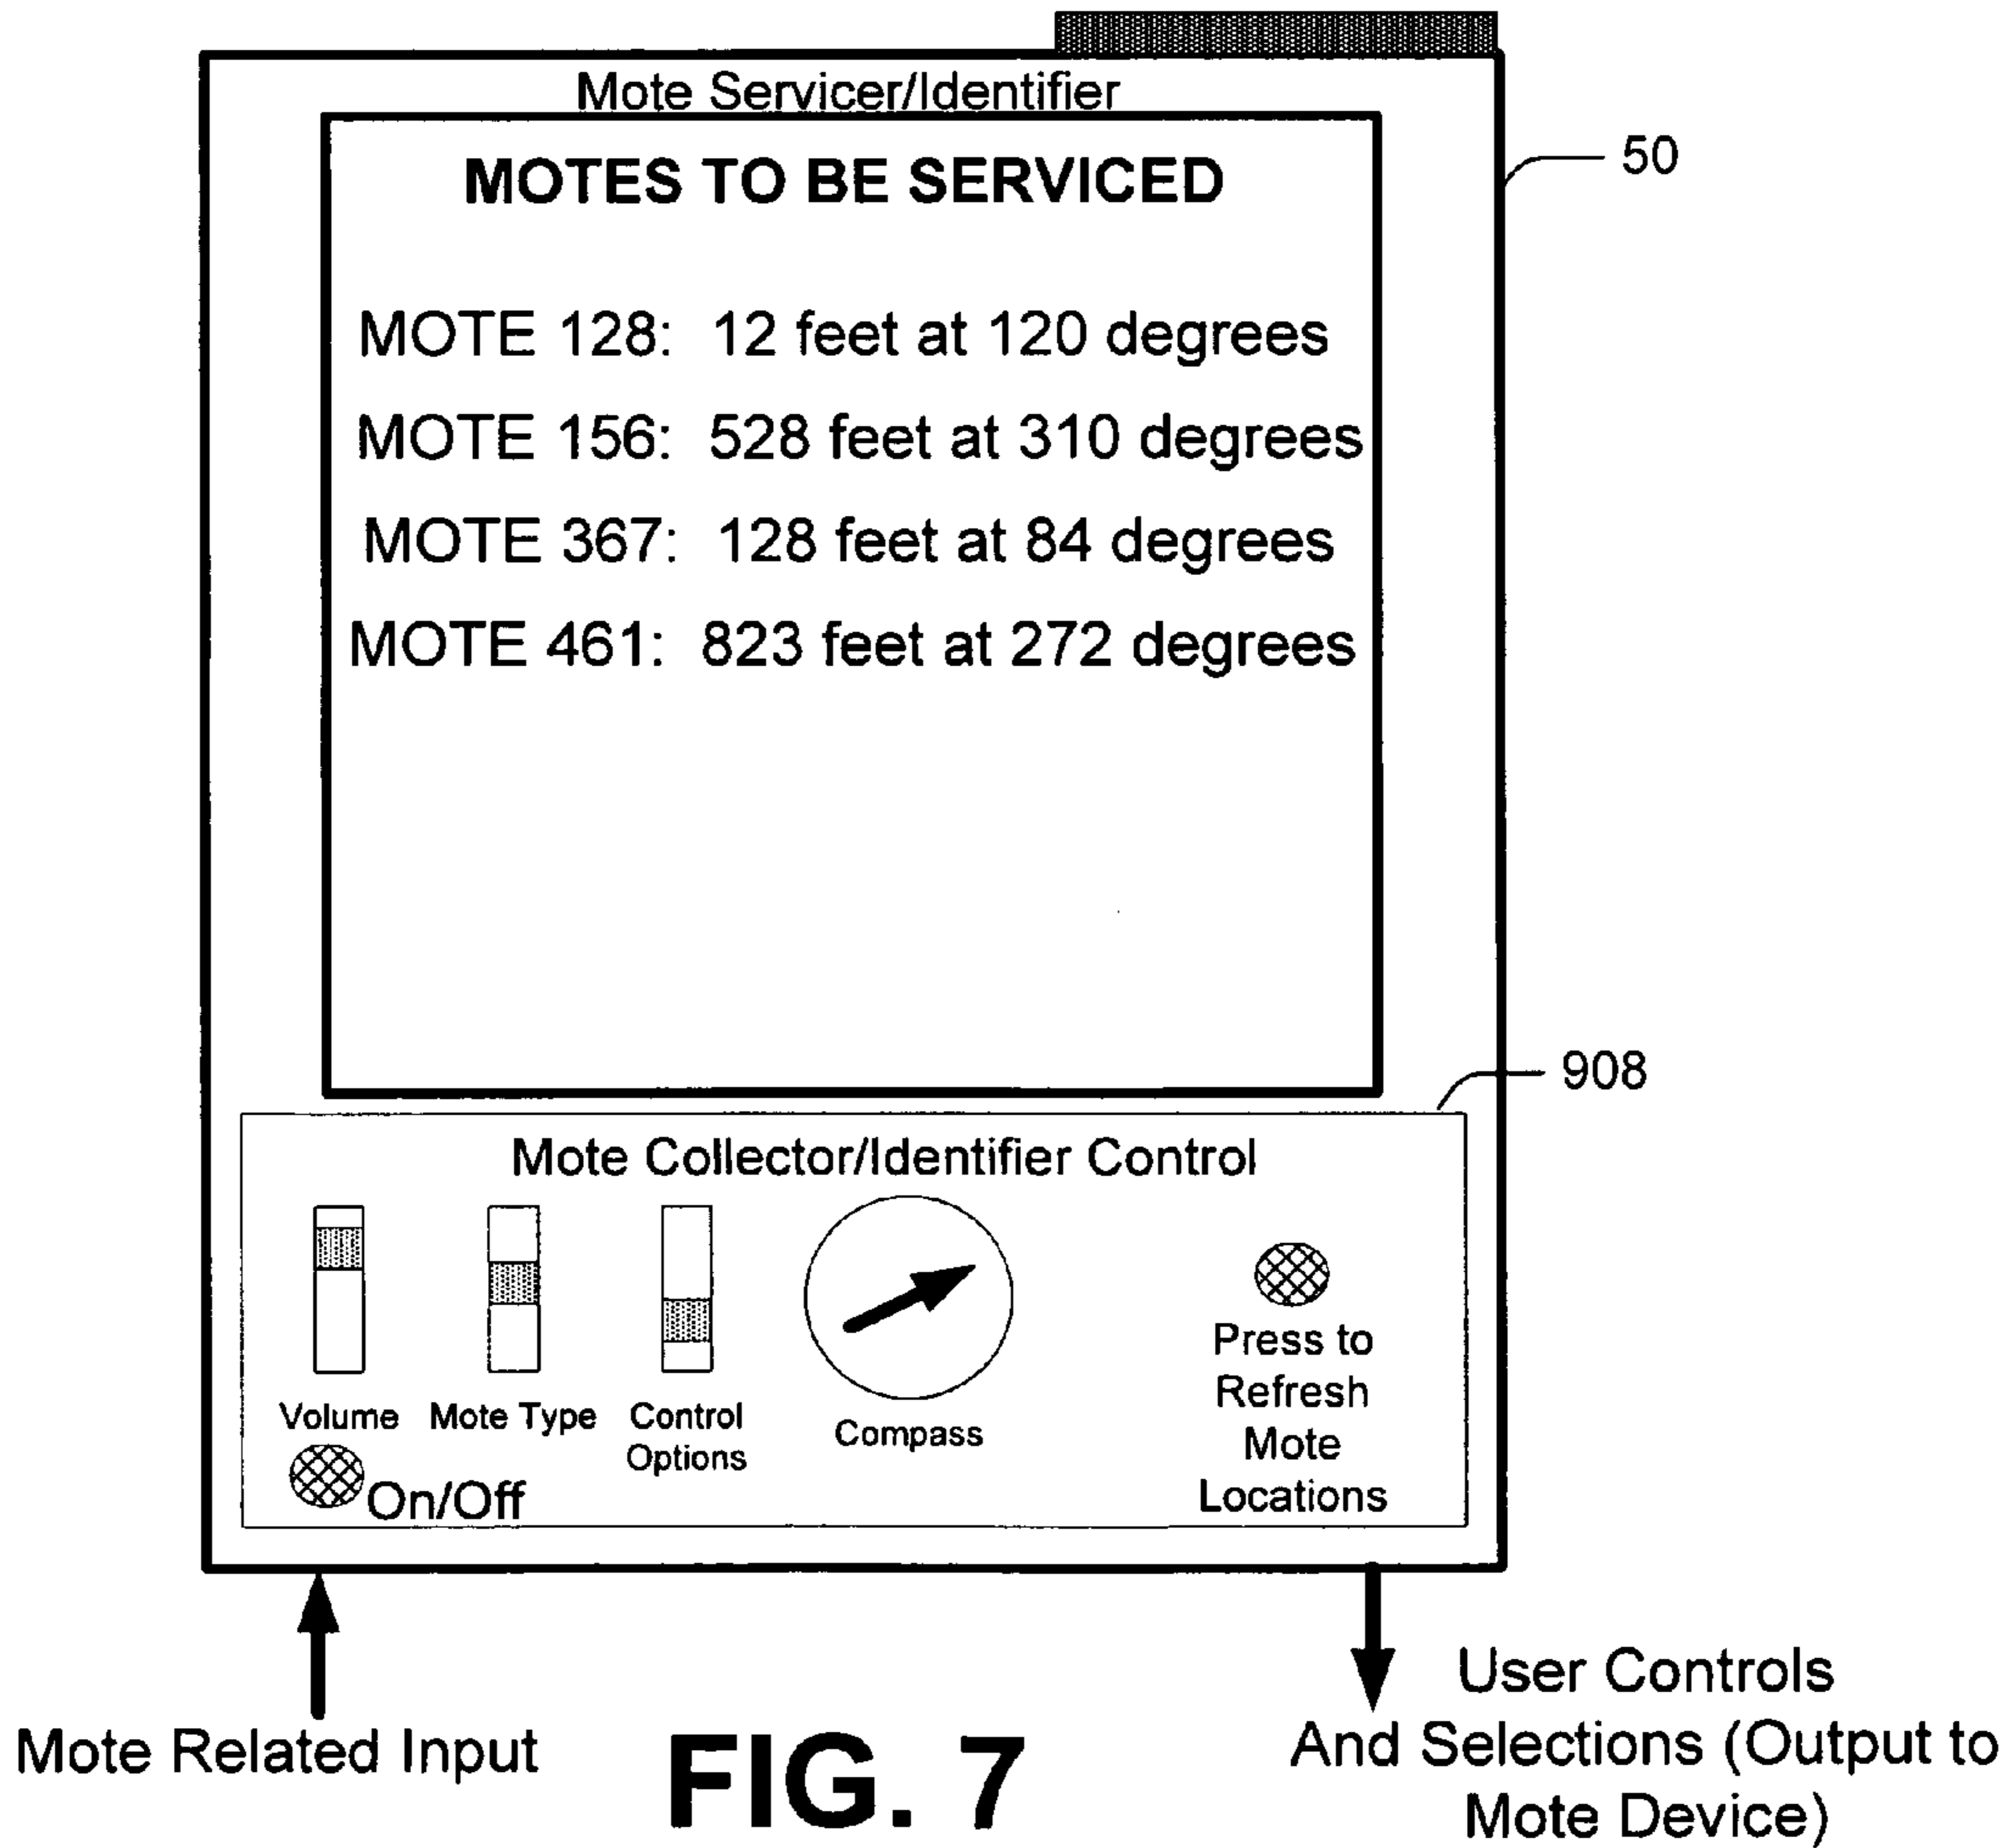 Mote Servicer/Identifier
MOTES TO BE SERVICED
50
MOTE 128: 12 feet at 120 degrees
MOTE 156: 528 feet at 310 degrees
MOTE 367: 128 feet at 84 degrees
MOTE 461: 823 feet at 272 degrees
908
Mote Collector/Identifier Control
Volume
Mote Type
Control
Options
Compass
Press to
Refresh
Mote
Locations
On/Off
Mote Related Input
User Controls
And Selections (Output to
Mote Device)
FIG. 7